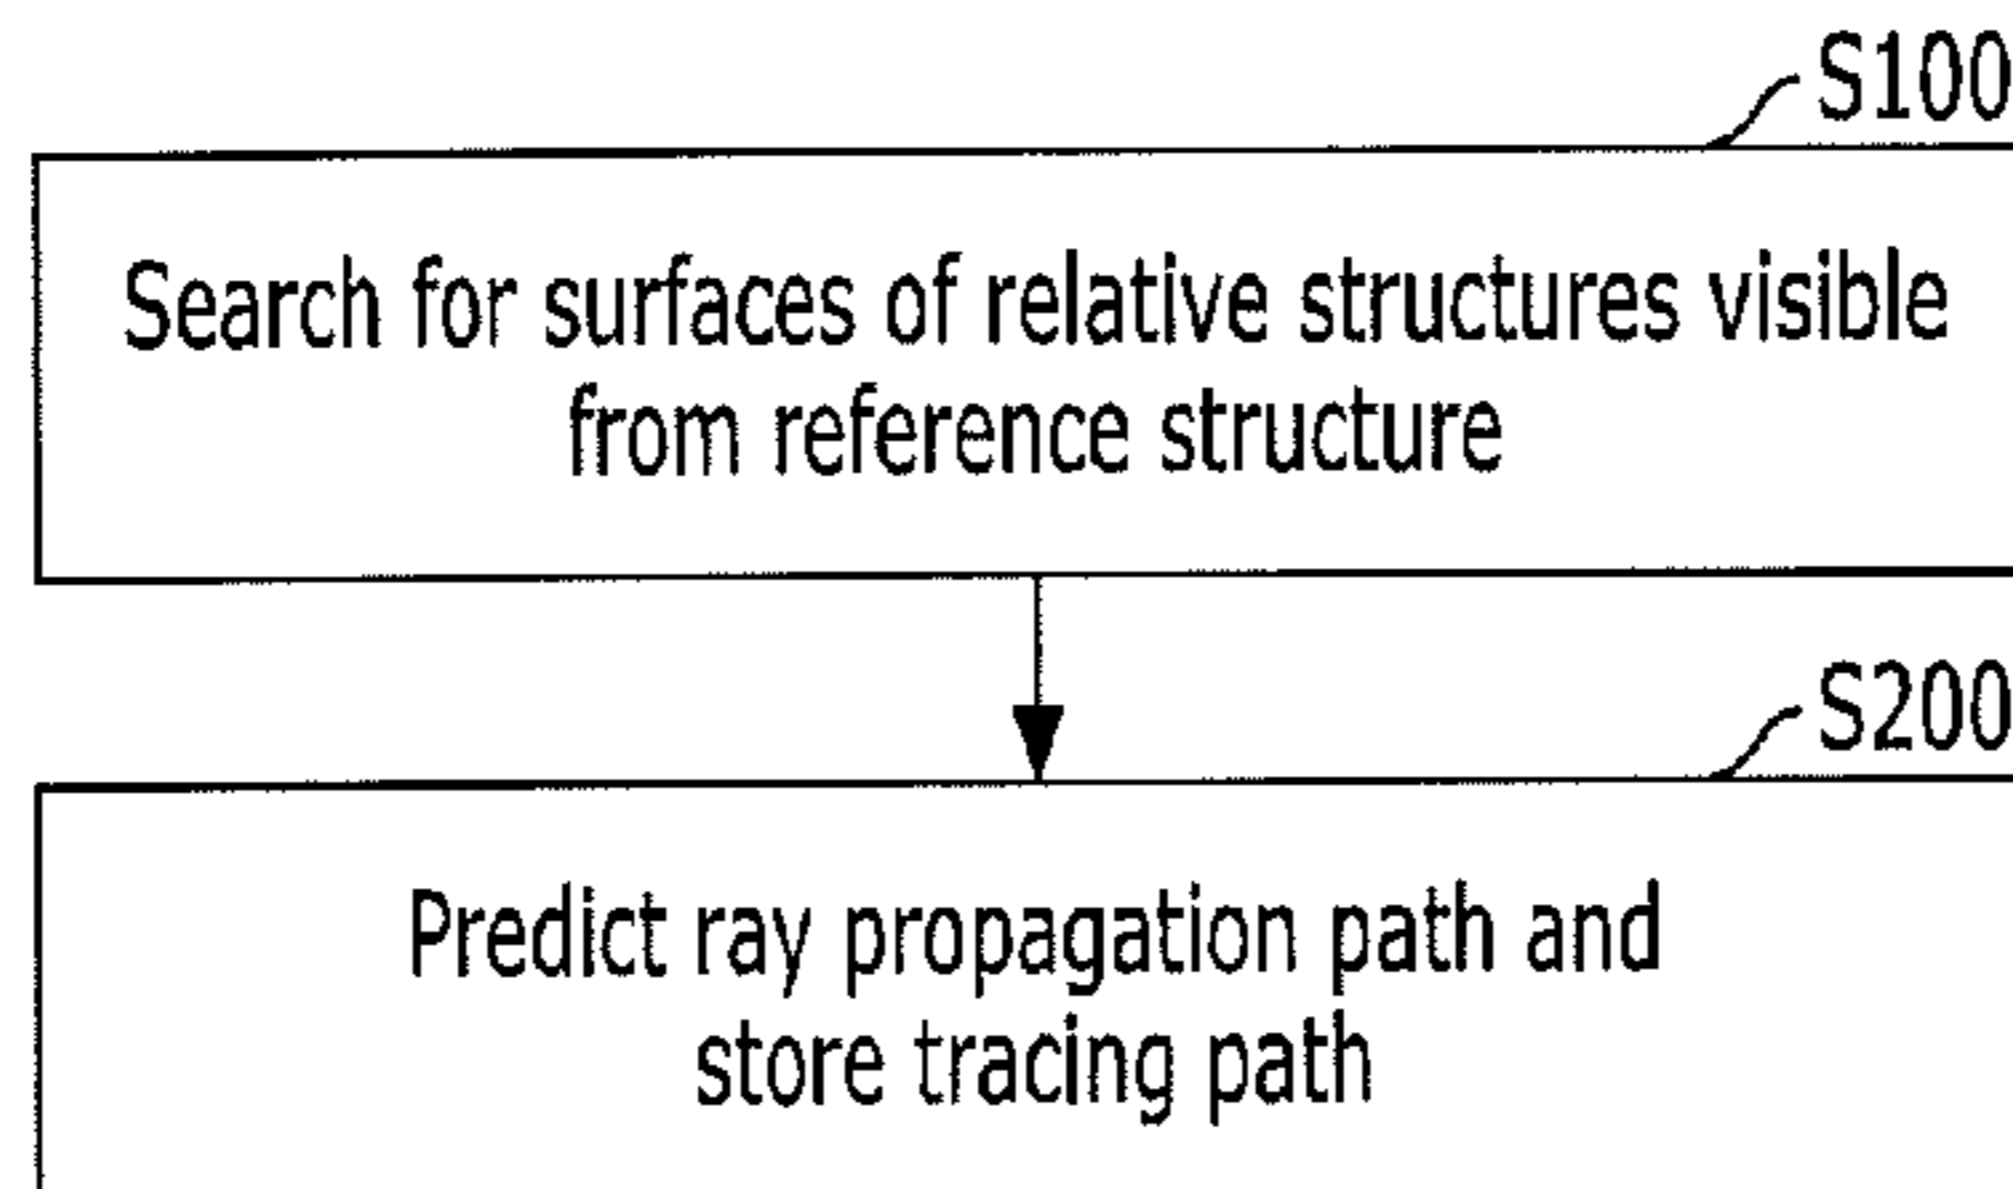 S100
Search for surfaces of relative structures visible
from reference structure
S200
Predict ray propagation path and
store tracing path